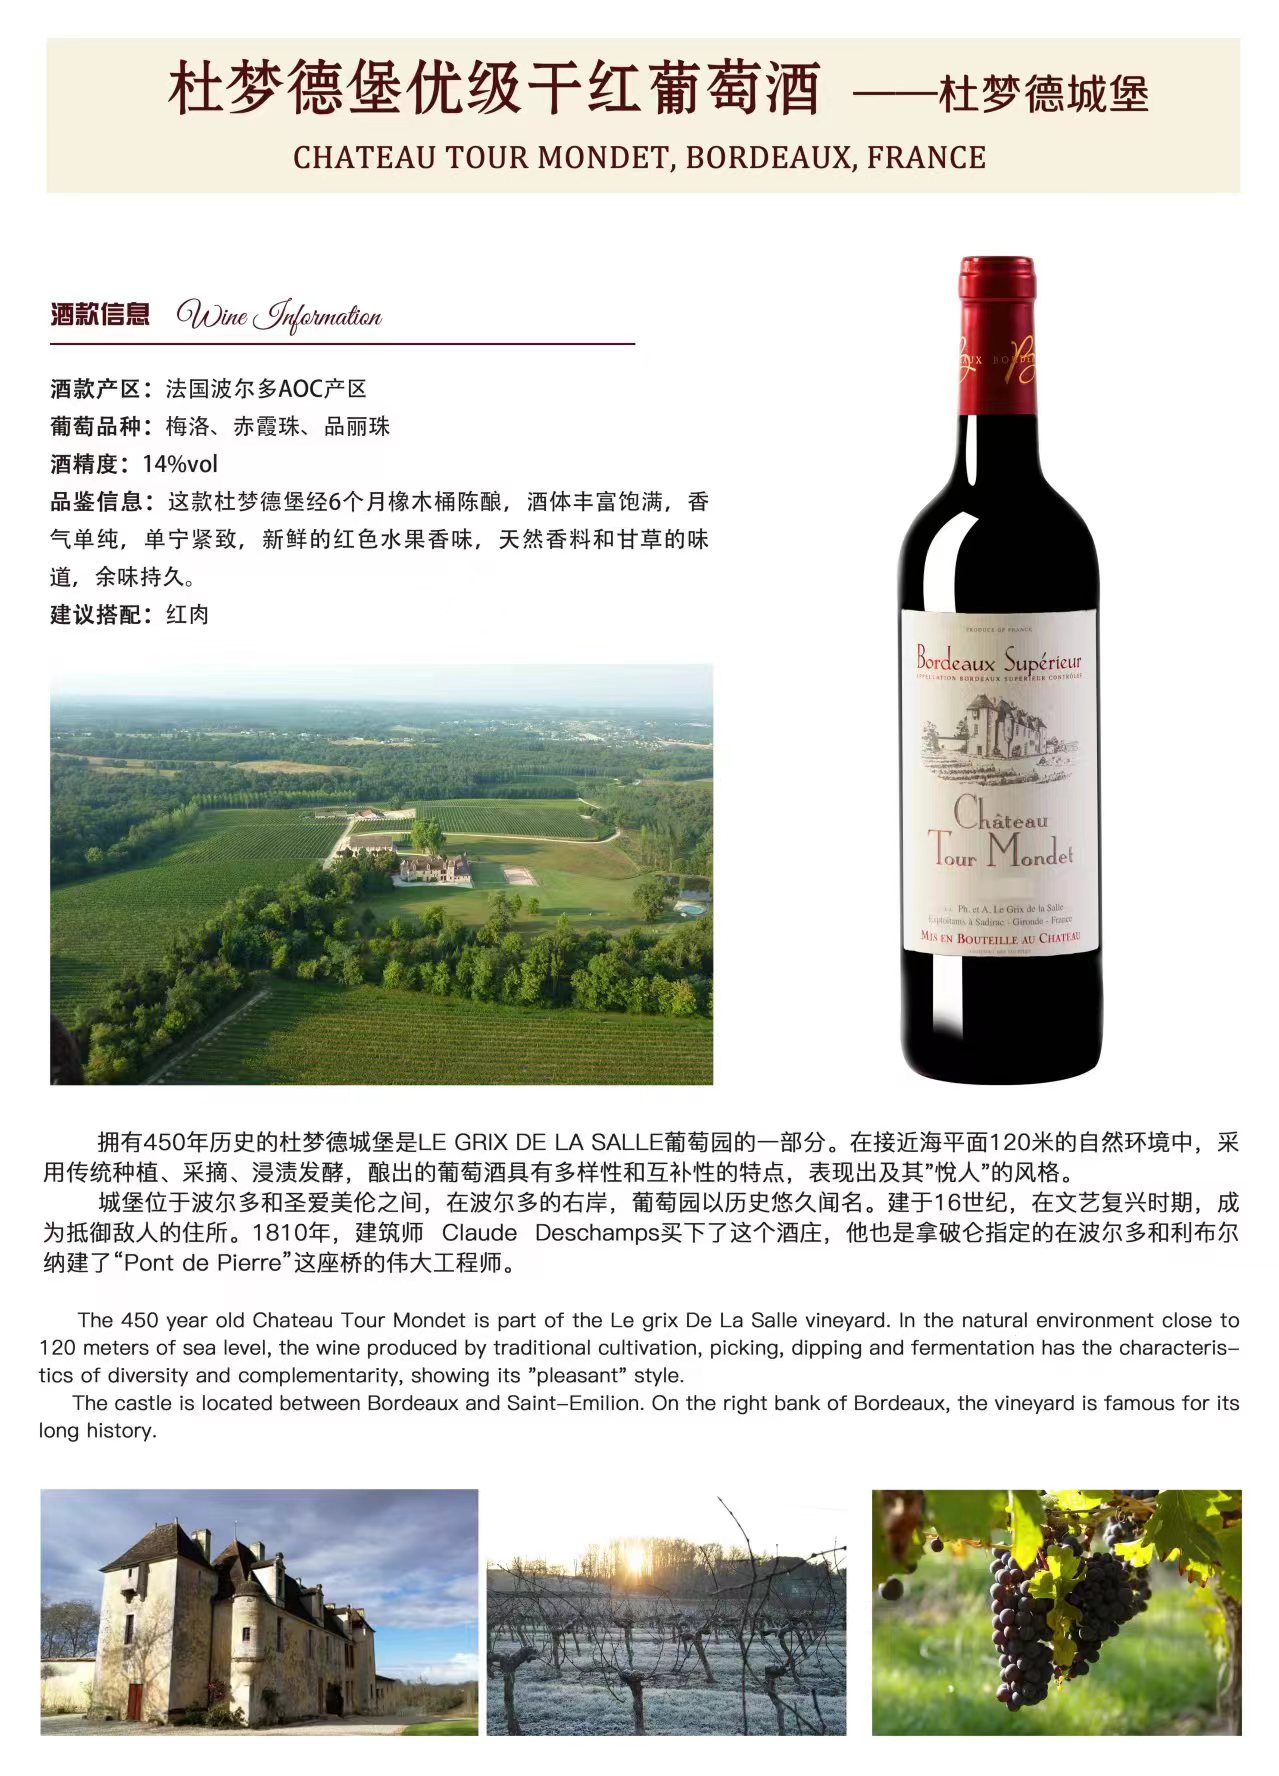 杜梦德堡优级干红葡萄酒 ——杜梦德城堡
CHATEAU TOUR MONDET, BORDEAUX, FRANCE
酒款信息 Wine Information
酒款产区：法国波尔多AOC产区
葡萄品种：梅洛、赤霞珠、品丽珠
酒精度：14%vol
品鉴信息：这款杜梦德堡经6个月橡木桶陈酿，酒体丰富饱满，香
气单纯，单宁紧致，新鲜的红色水果香味，天然香料和甘草的味
道，余味持久。
建议搭配：红肉
BORDEAUX
PRODUCE OF FRANCE
Bordeaux Supérieur
APPELLATION BORDEAUX SUPÉRIEUR CONTRÔLÉE
Château
Tour Mondet
Ph. et A. Le Grix de la Salle
Exploitants à Sadirac - Gironde - France
MIS EN BOUTEILLE AU CHATEAU
拥有450年历史的杜梦德城堡是LE GRIX DE LA SALLE葡萄园的一部分。在接近海平面120米的自然环境中，采
用传统种植、采摘、浸渍发酵，酿出的葡萄酒具有多样性和互补性的特点，表现出及其”悦人”的风格。
城堡位于波尔多和圣爱美伦之间，在波尔多的右岸，葡萄园以历史悠久闻名。建于16世纪，在文艺复兴时期，成
为抵御敌人的住所。1810年，建筑师 Claude Deschamps买下了这个酒庄，他也是拿破仑指定的在波尔多和利布尔
纳建了“Pont de Pierre”这座桥的伟大工程师。
The 450 year old Chateau Tour Mondet is part of the Le grix De La Salle vineyard. In the natural environment close to
120 meters of sea level, the wine produced by traditional cultivation, picking, dipping and fermentation has the characteris-
tics of diversity and complementarity, showing its ”pleasant” style.
The castle is located between Bordeaux and Saint-Emilion. On the right bank of Bordeaux, the vineyard is famous for its
long history.